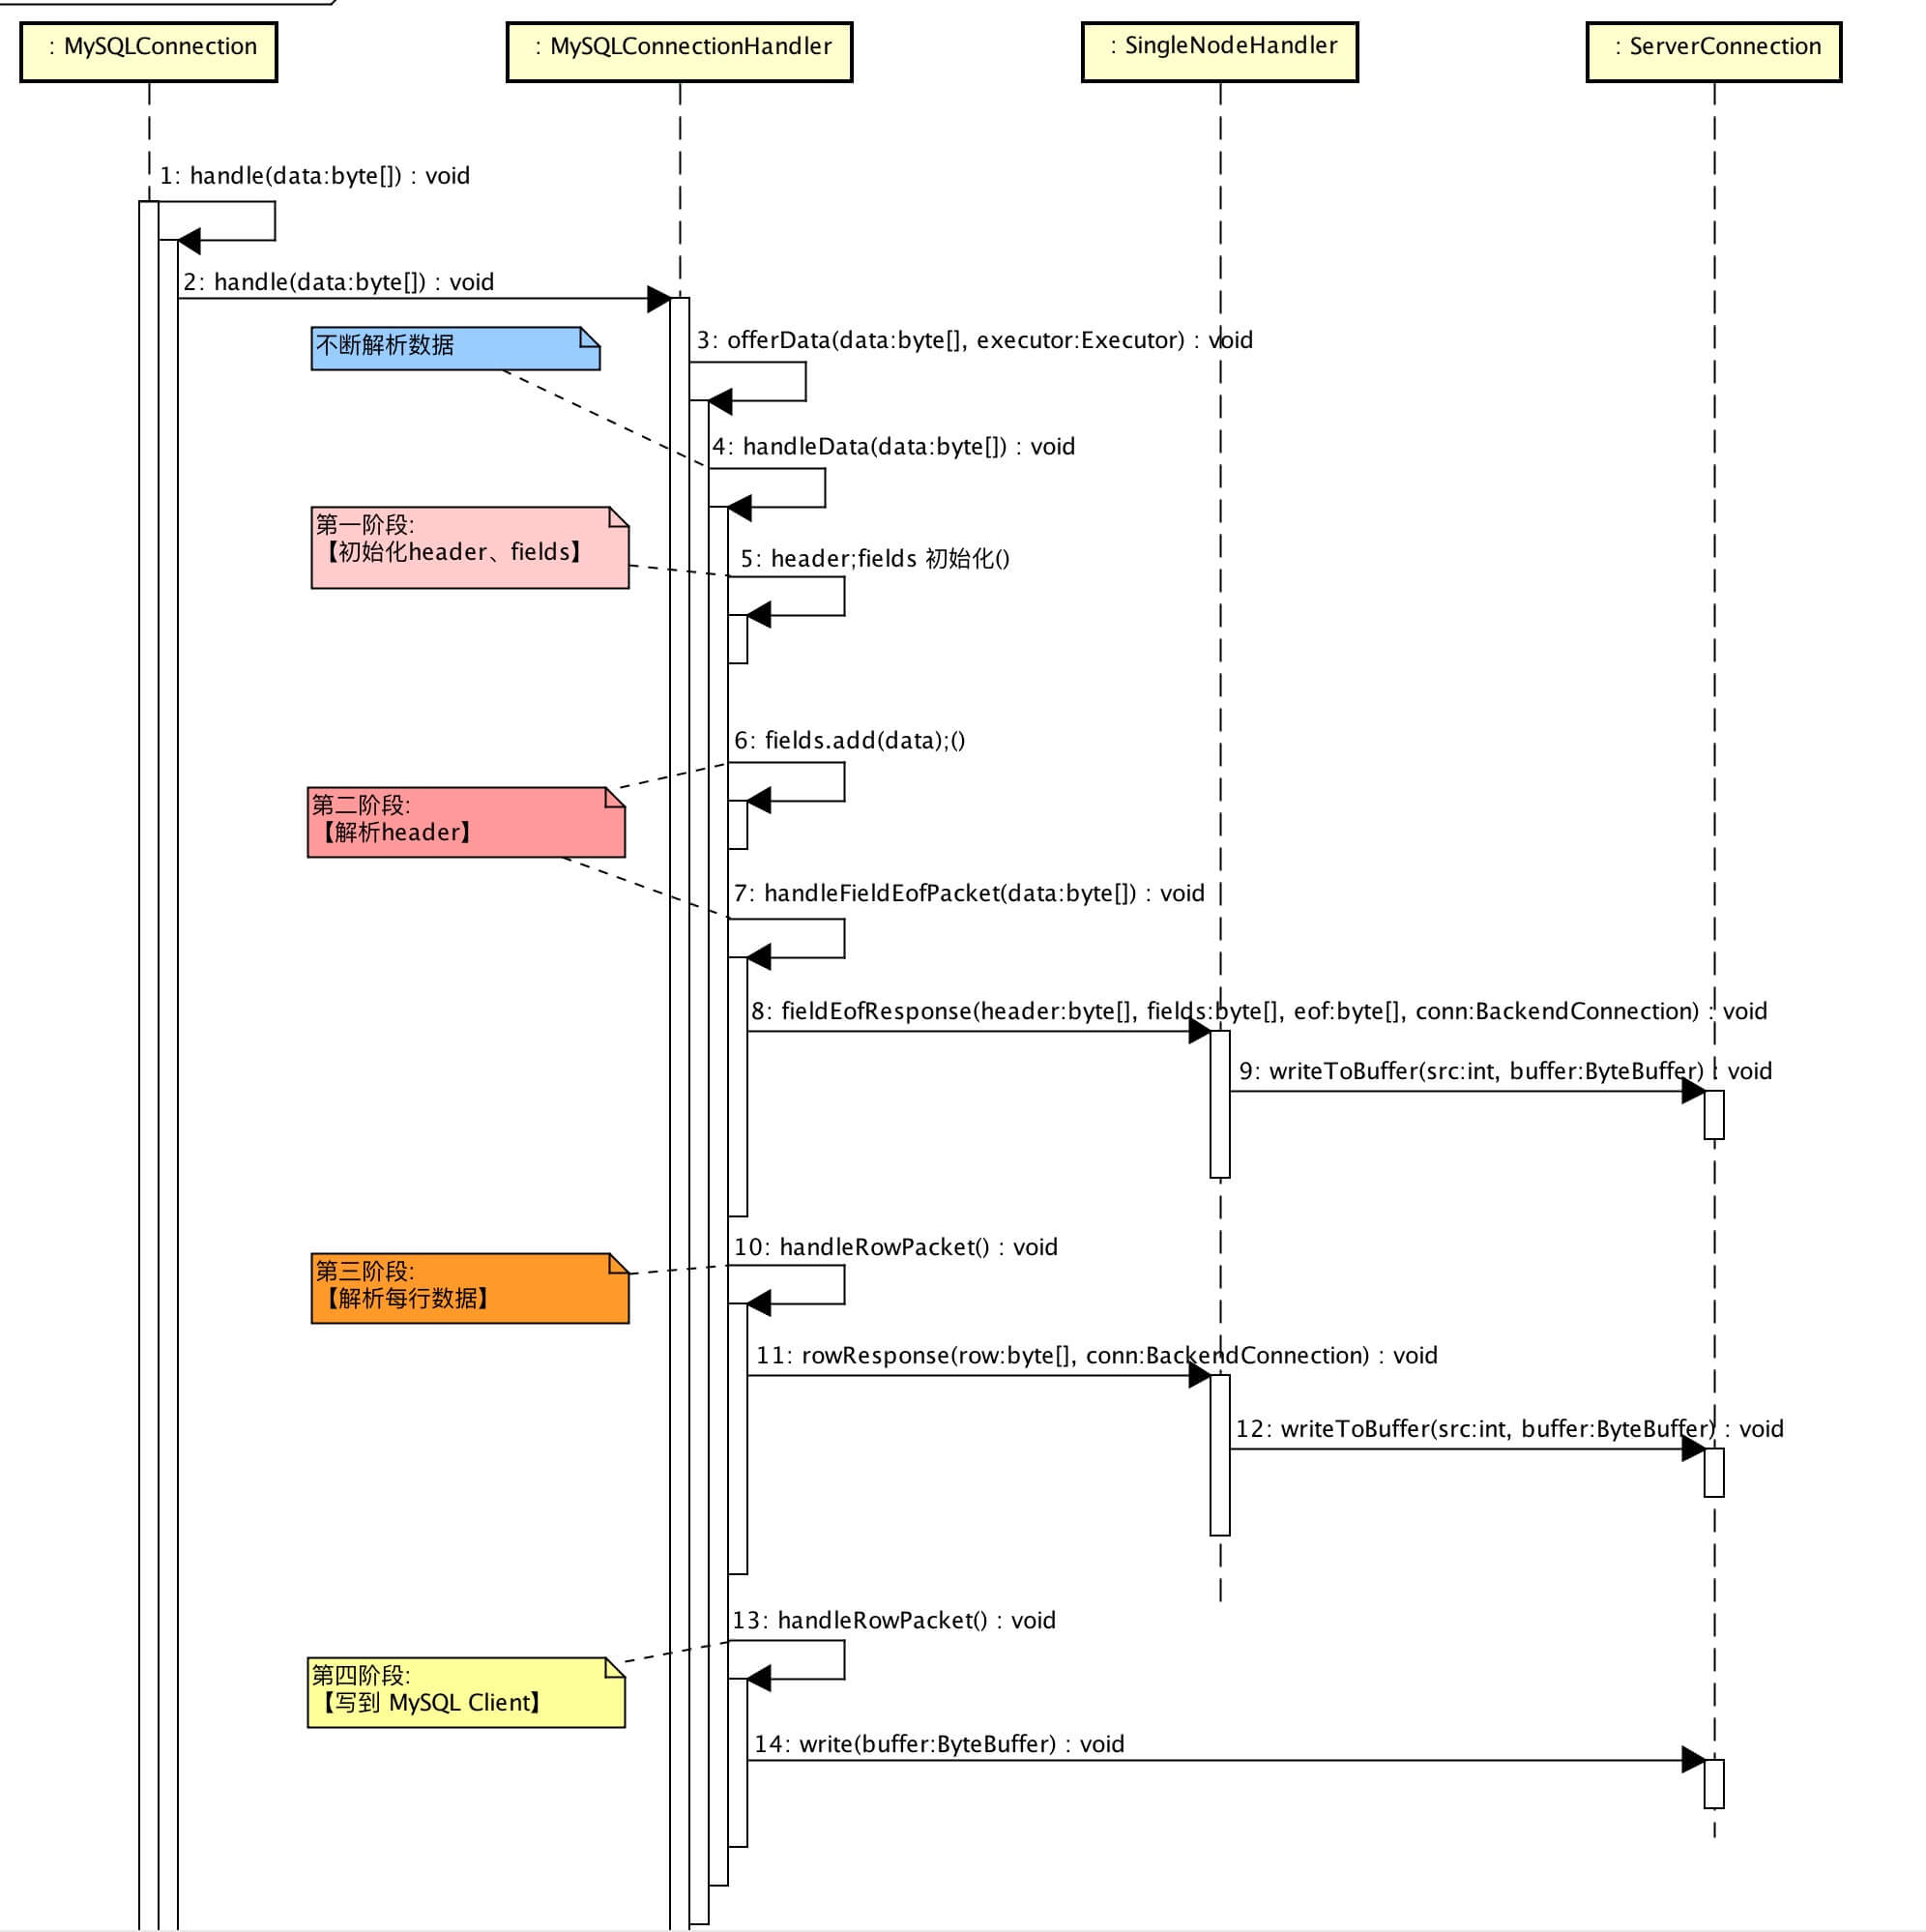 : MySQLConnection
: MySQLConnectionHandler
: SingleNodeHandler
: ServerConnection
1: handle(data:byte[]) : void
2: handle(data:byte[]) : void
不断解析数据
3: offerData(data:byte[], executor:Executor) : void
4: handleData(data:byte[]) : void
第一阶段:
【初始化header、fields】
5: header;fields 初始化()
6: fields.add(data);()
第二阶段:
【解析header】
7: handleFieldEofPacket(data:byte[]) : void
8: fieldEofResponse(header:byte[], fields:byte[], eof:byte[], conn:BackendConnection) : void
9: writeToBuffer(src:int, buffer:ByteBuffer) : void
10: handleRowPacket() : void
第三阶段:
【解析每行数据】
11: rowResponse(row:byte[], conn:BackendConnection) : void
12: writeToBuffer(src:int, buffer:ByteBuffer) : void
13: handleRowPacket() : void
第四阶段:
【写到 MySQL Client】
14: write(buffer:ByteBuffer) : void